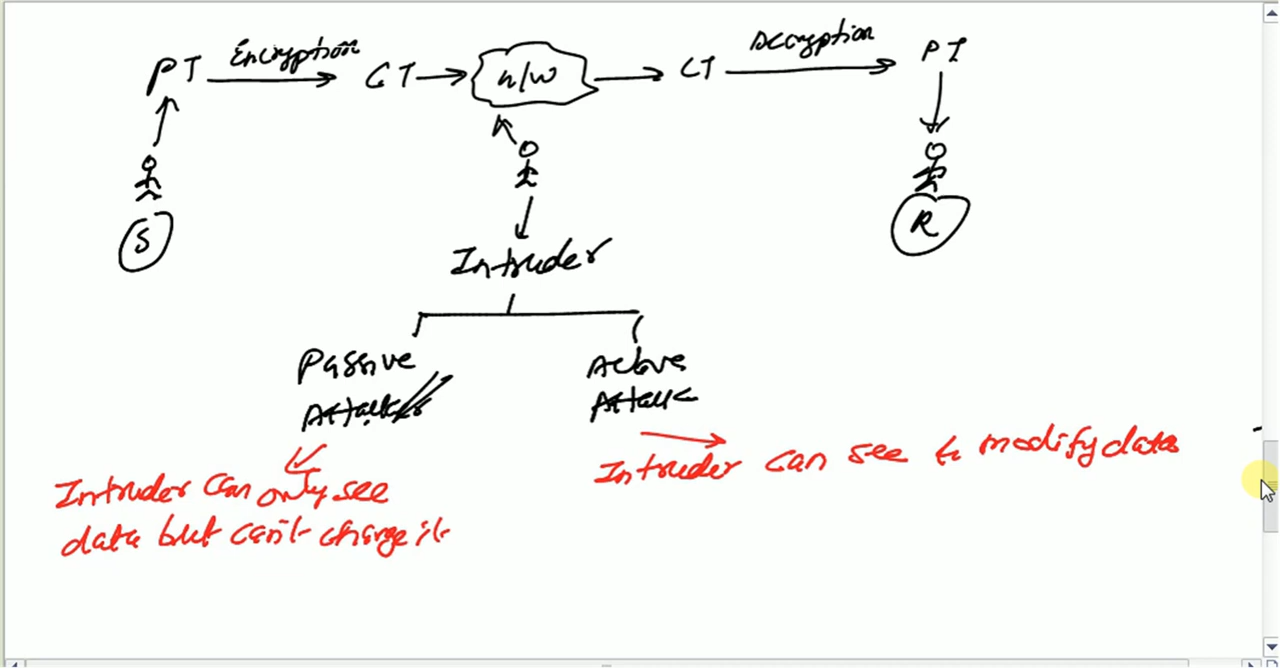 PT Encryption CT n/w CT Decryption PT
S
R
Intruder
Passive
Attacks
Active
Attack
Intruder can only see
data but can't change it
Intruder can see & modify data